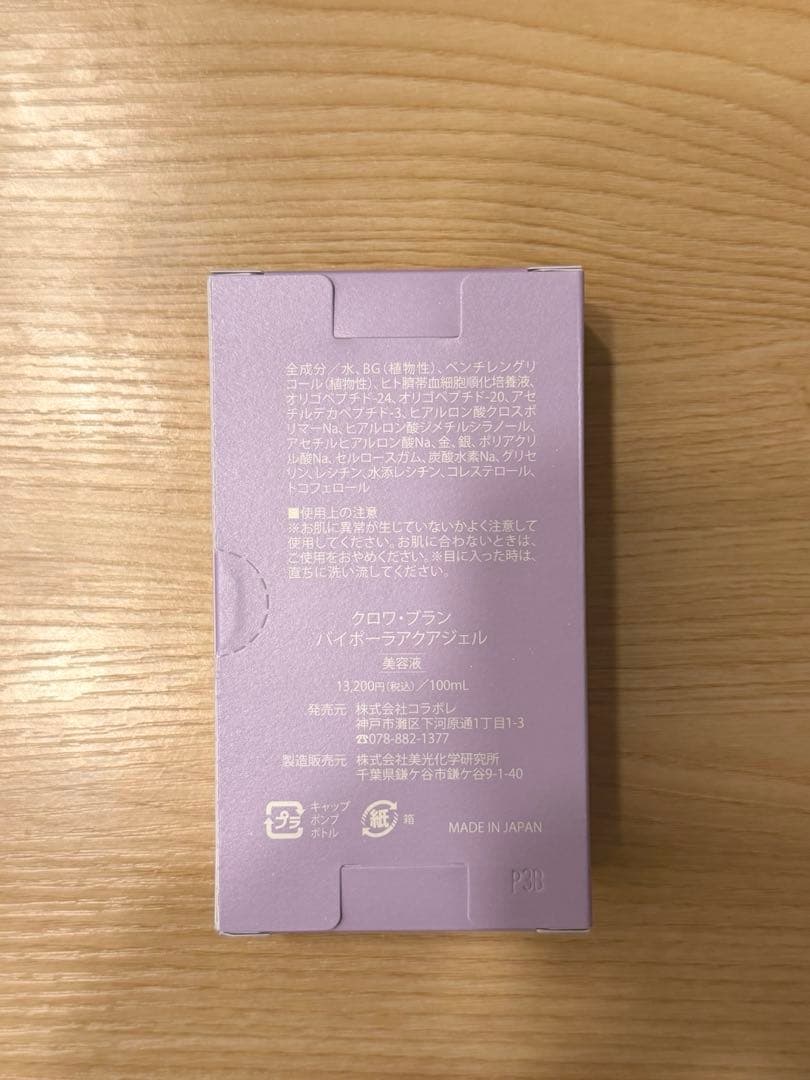 全成分／水、BG(植物性)、ペンチレングリ
コール(植物性)、ヒト臍帯血細胞順化培養液、
オリゴペプチド-24、オリゴペプチド-20、アセ
チルデカペプチド-3、ヒアルロン酸クロスポ
リマーNa、ヒアルロン酸ジメチルシラノール、
アセチルヒアルロン酸Na、金、銀、ポリアクリ
ル酸Na、セルロースガム、炭酸水素Na、グリセ
リン、レシチン、水添レシチン、コレステロール、
トコフェロール
■使用上の注意
※お肌に異常が生じていないかよく注意して
使用してください。お肌に合わないときは、
ご使用をおやめください。※目に入った時は、
直ちに洗い流してください。
クロワ・ブラン
バイポーラアクアジェル
美容液
13,200円(税込)／100mL
発売元 株式会社コラボレ
神戸市灘区下河原通1丁目1-3
☎078-882-1377
製造販売元 株式会社美光化学研究所
千葉県鎌ケ谷市鎌ケ谷9-1-40
プラ キャップ
ポンプ
ボトル
紙 箱
MADE IN JAPAN
P3B